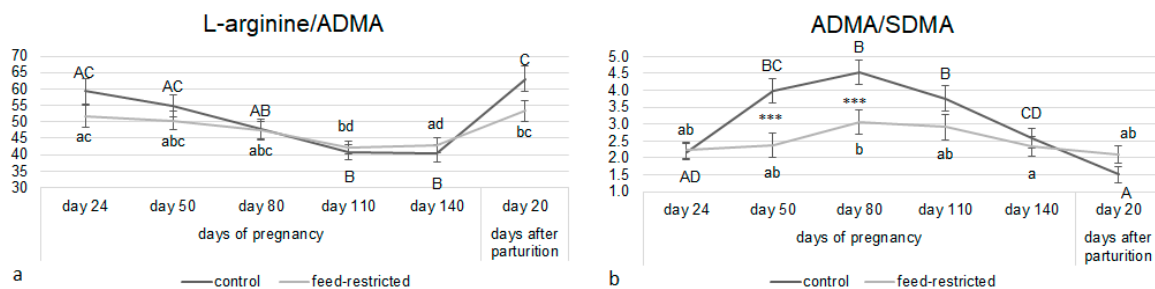 L-arginine/ADMA
70
65
60
55
50
45
40
35
30
AC
AC
AB
bd
ad
C
ac
abc
abc
B
B
bc
day 24 day 50 day 80 day 110 day 140 day 20
days of pregnancy
days after
parturition
a
control feed-restricted
ADMA/SDMA
5.0
4.5
4.0
3.5
3.0
2.5
2.0
1.5
1.0
ab
BC
B
B
CD
ab
***
***
AD
ab
b
ab
a
A
day 24 day 50 day 80 day 110 day 140 day 20
days of pregnancy
days after
parturition
b
control feed-restricted